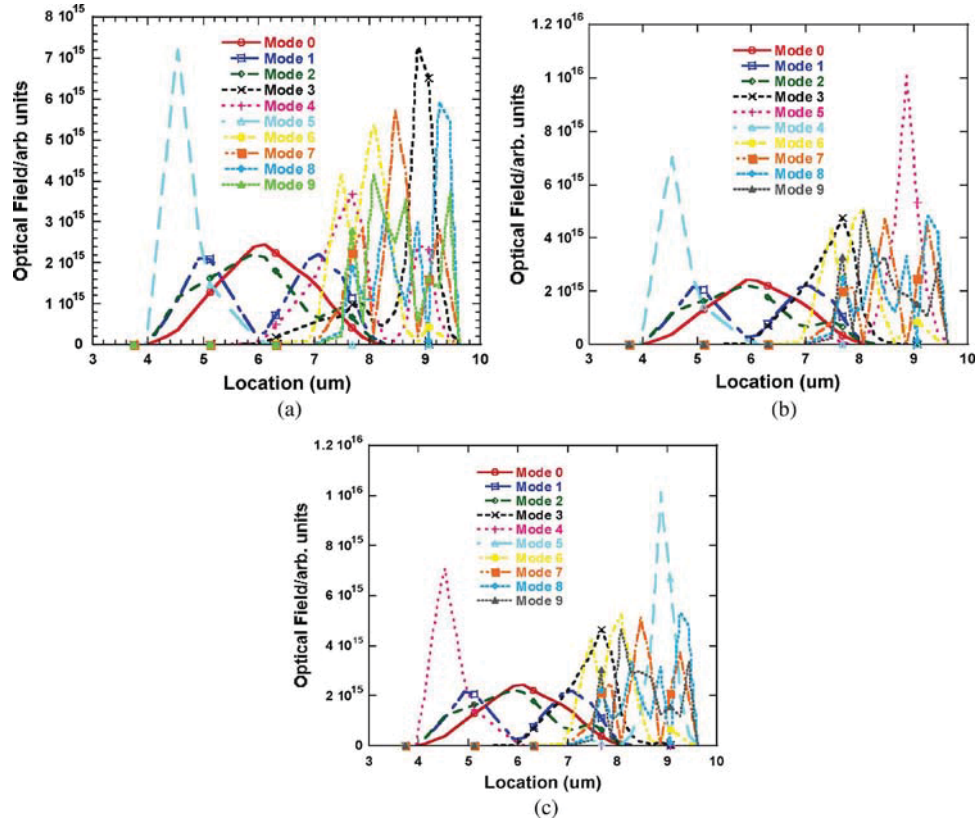 8 10^15
7 10^15
6 10^15
5 10^15
4 10^15
3 10^15
2 10^15
1 10^15
0
Optical Field/arb units
Mode 0
Mode 1
Mode 2
Mode 3
Mode 4
Mode 5
Mode 6
Mode 7
Mode 8
Mode 9
3 4 5 6 7 8 9 10
Location (um)
(a)
1.2 10^16
1 10^16
8 10^15
6 10^15
4 10^15
2 10^15
0
Optical Field/arb. units
Mode 0
Mode 1
Mode 2
Mode 3
Mode 5
Mode 4
Mode 6
Mode 7
Mode 8
Mode 9
3 4 5 6 7 8 9 10
Location (um)
(b)
1.2 10^16
1 10^16
8 10^15
6 10^15
4 10^15
2 10^15
0
Optical Field/arb. units
Mode 0
Mode 1
Mode 2
Mode 3
Mode 4
Mode 5
Mode 6
Mode 7
Mode 8
Mode 9
3 4 5 6 7 8 9 10
Location (um)
(c)